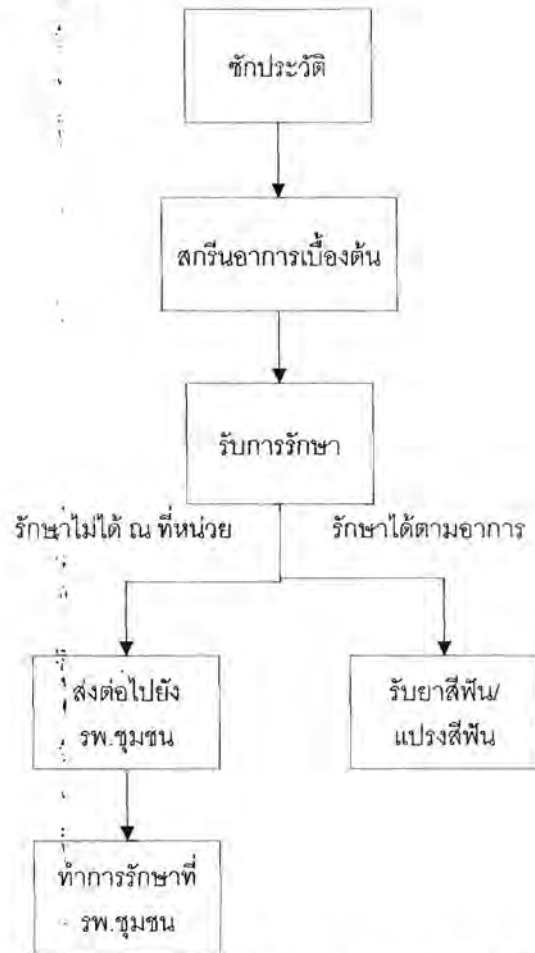 ซักประวัติ
สกรีนอาการเบื้องต้น
รับการรักษา
รักษาไม่ได้ ณ ที่หน่วย
รักษาได้ตามอาการ
ส่งต่อไปยัง
รพ.ชุมชน
รับยาสีฟัน/
แปรงสีฟัน
ทำการรักษาที่
รพ.ชุมชน